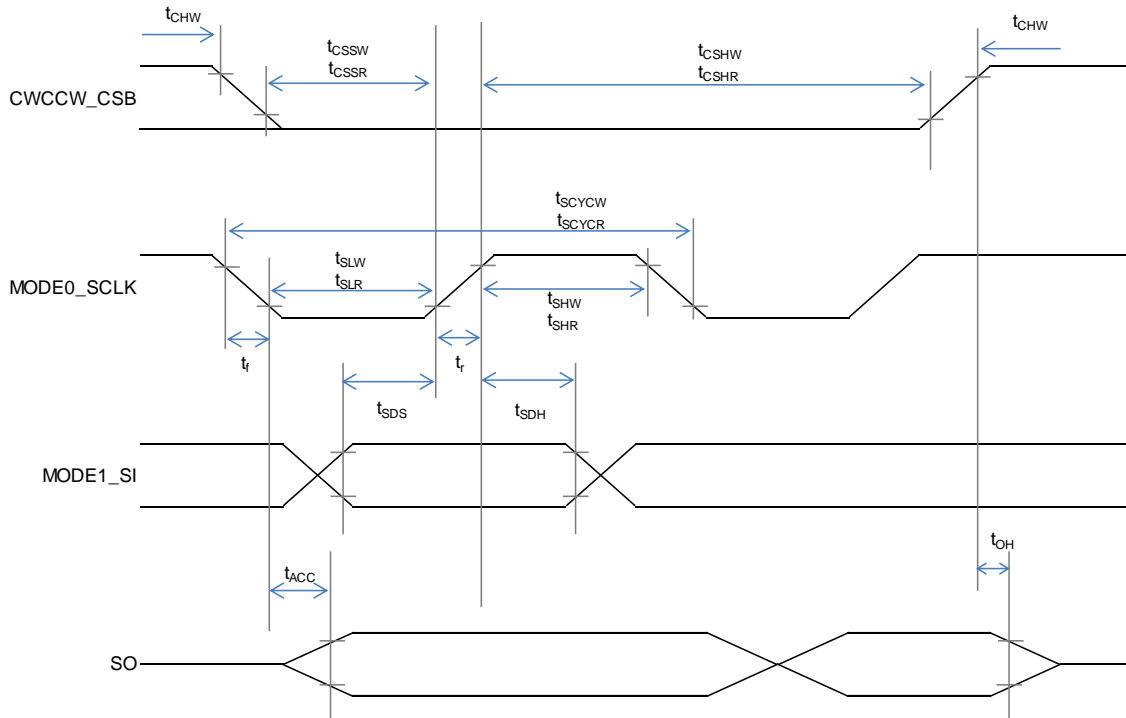 tCHW
tCHW
tCSSW
tCSSR
tCSHW
tCSHR
CWCCW_CSB
tSCYCW
tSCYCR
MODE0_SCLK
tSLW
tSLR
tSHW
tSHR
tf
tr
tSDS
tSDH
MODE1_SI
tOH
tACC
SO